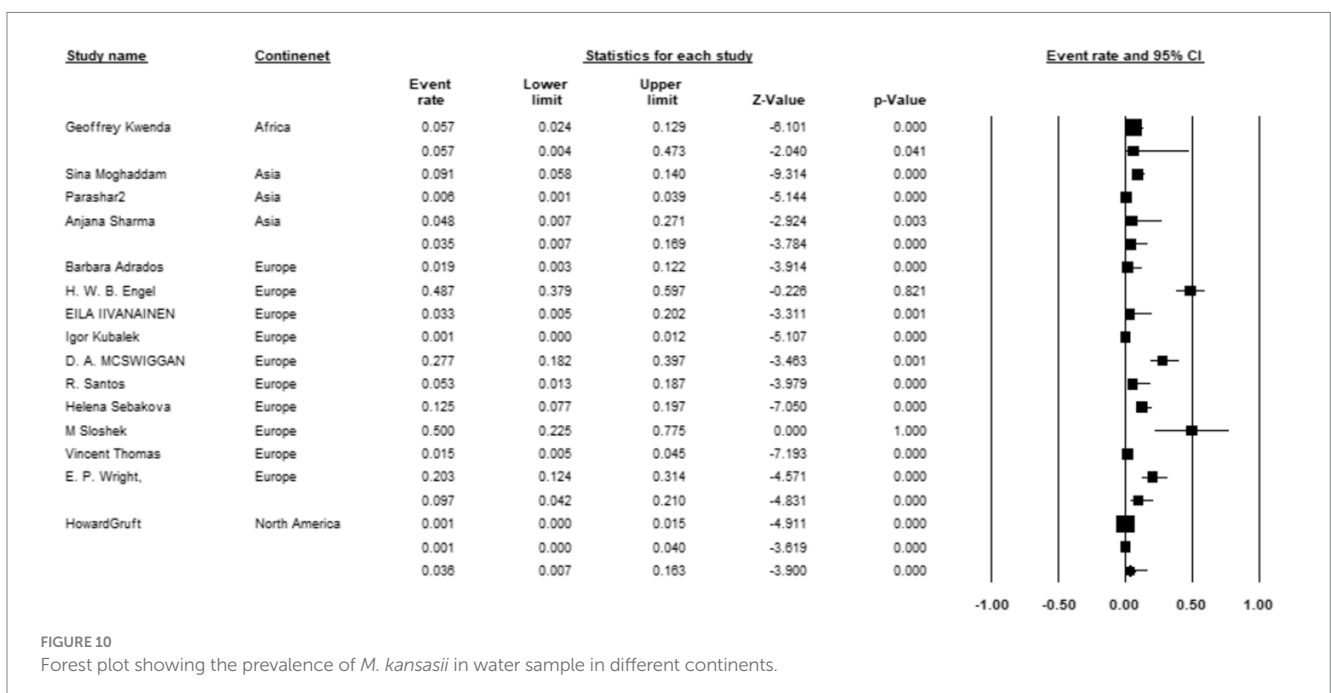 Study name Continenet Statistics for each study Event rate and 95% CI
Event rate Lower limit Upper limit Z-Value p-Value
Geoffrey Kwenda Africa 0.057 0.024 0.129 -6.101 0.000
0.057 0.004 0.473 -2.040 0.041
Sina Moghaddam Asia 0.091 0.058 0.140 -9.314 0.000
Parashar2 Asia 0.006 0.001 0.039 -5.144 0.000
Anjana Sharma Asia 0.048 0.007 0.271 -2.924 0.003
0.035 0.007 0.169 -3.784 0.000
Barbara Adrados Europe 0.019 0.003 0.122 -3.914 0.000
H. W. B. Engel Europe 0.487 0.379 0.597 -0.226 0.821
EILA IIVANAINEN Europe 0.033 0.005 0.202 -3.311 0.001
Igor Kubalek Europe 0.001 0.000 0.012 -5.107 0.000
D. A. MCSWIGGAN Europe 0.277 0.182 0.397 -3.463 0.001
R. Santos Europe 0.053 0.013 0.187 -3.979 0.000
Helena Sebakova Europe 0.125 0.077 0.197 -7.050 0.000
M Sloshek Europe 0.500 0.225 0.775 0.000 1.000
Vincent Thomas Europe 0.015 0.005 0.045 -7.193 0.000
E. P. Wright, Europe 0.203 0.124 0.314 -4.571 0.000
0.097 0.042 0.210 -4.831 0.000
HowardGruft North America 0.001 0.000 0.015 -4.911 0.000
0.001 0.000 0.040 -3.619 0.000
0.036 0.007 0.163 -3.900 0.000
-1.00 -0.50 0.00 0.50 1.00
FIGURE 10
Forest plot showing the prevalence of M. kansasii in water sample in different continents.